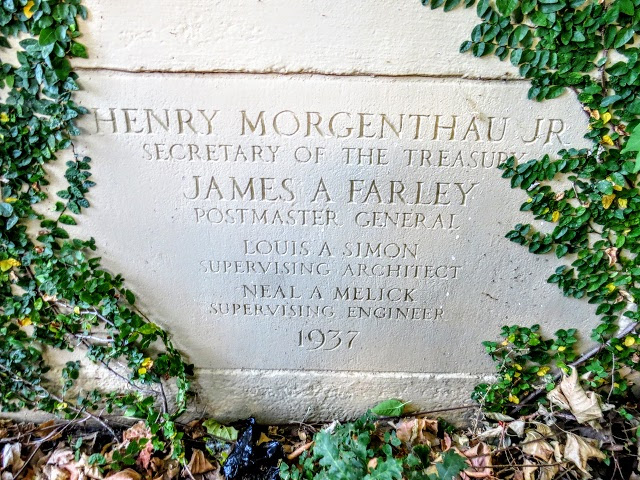 HENRY MORGENTHAU JR
SECRETARY OF THE TREASURY
JAMES A FARLEY
POSTMASTER GENERAL
LOUIS A SIMON
SUPERVISING ARCHITECT
NEAL A MELICK
SUPERVISING ENGINEER
1937